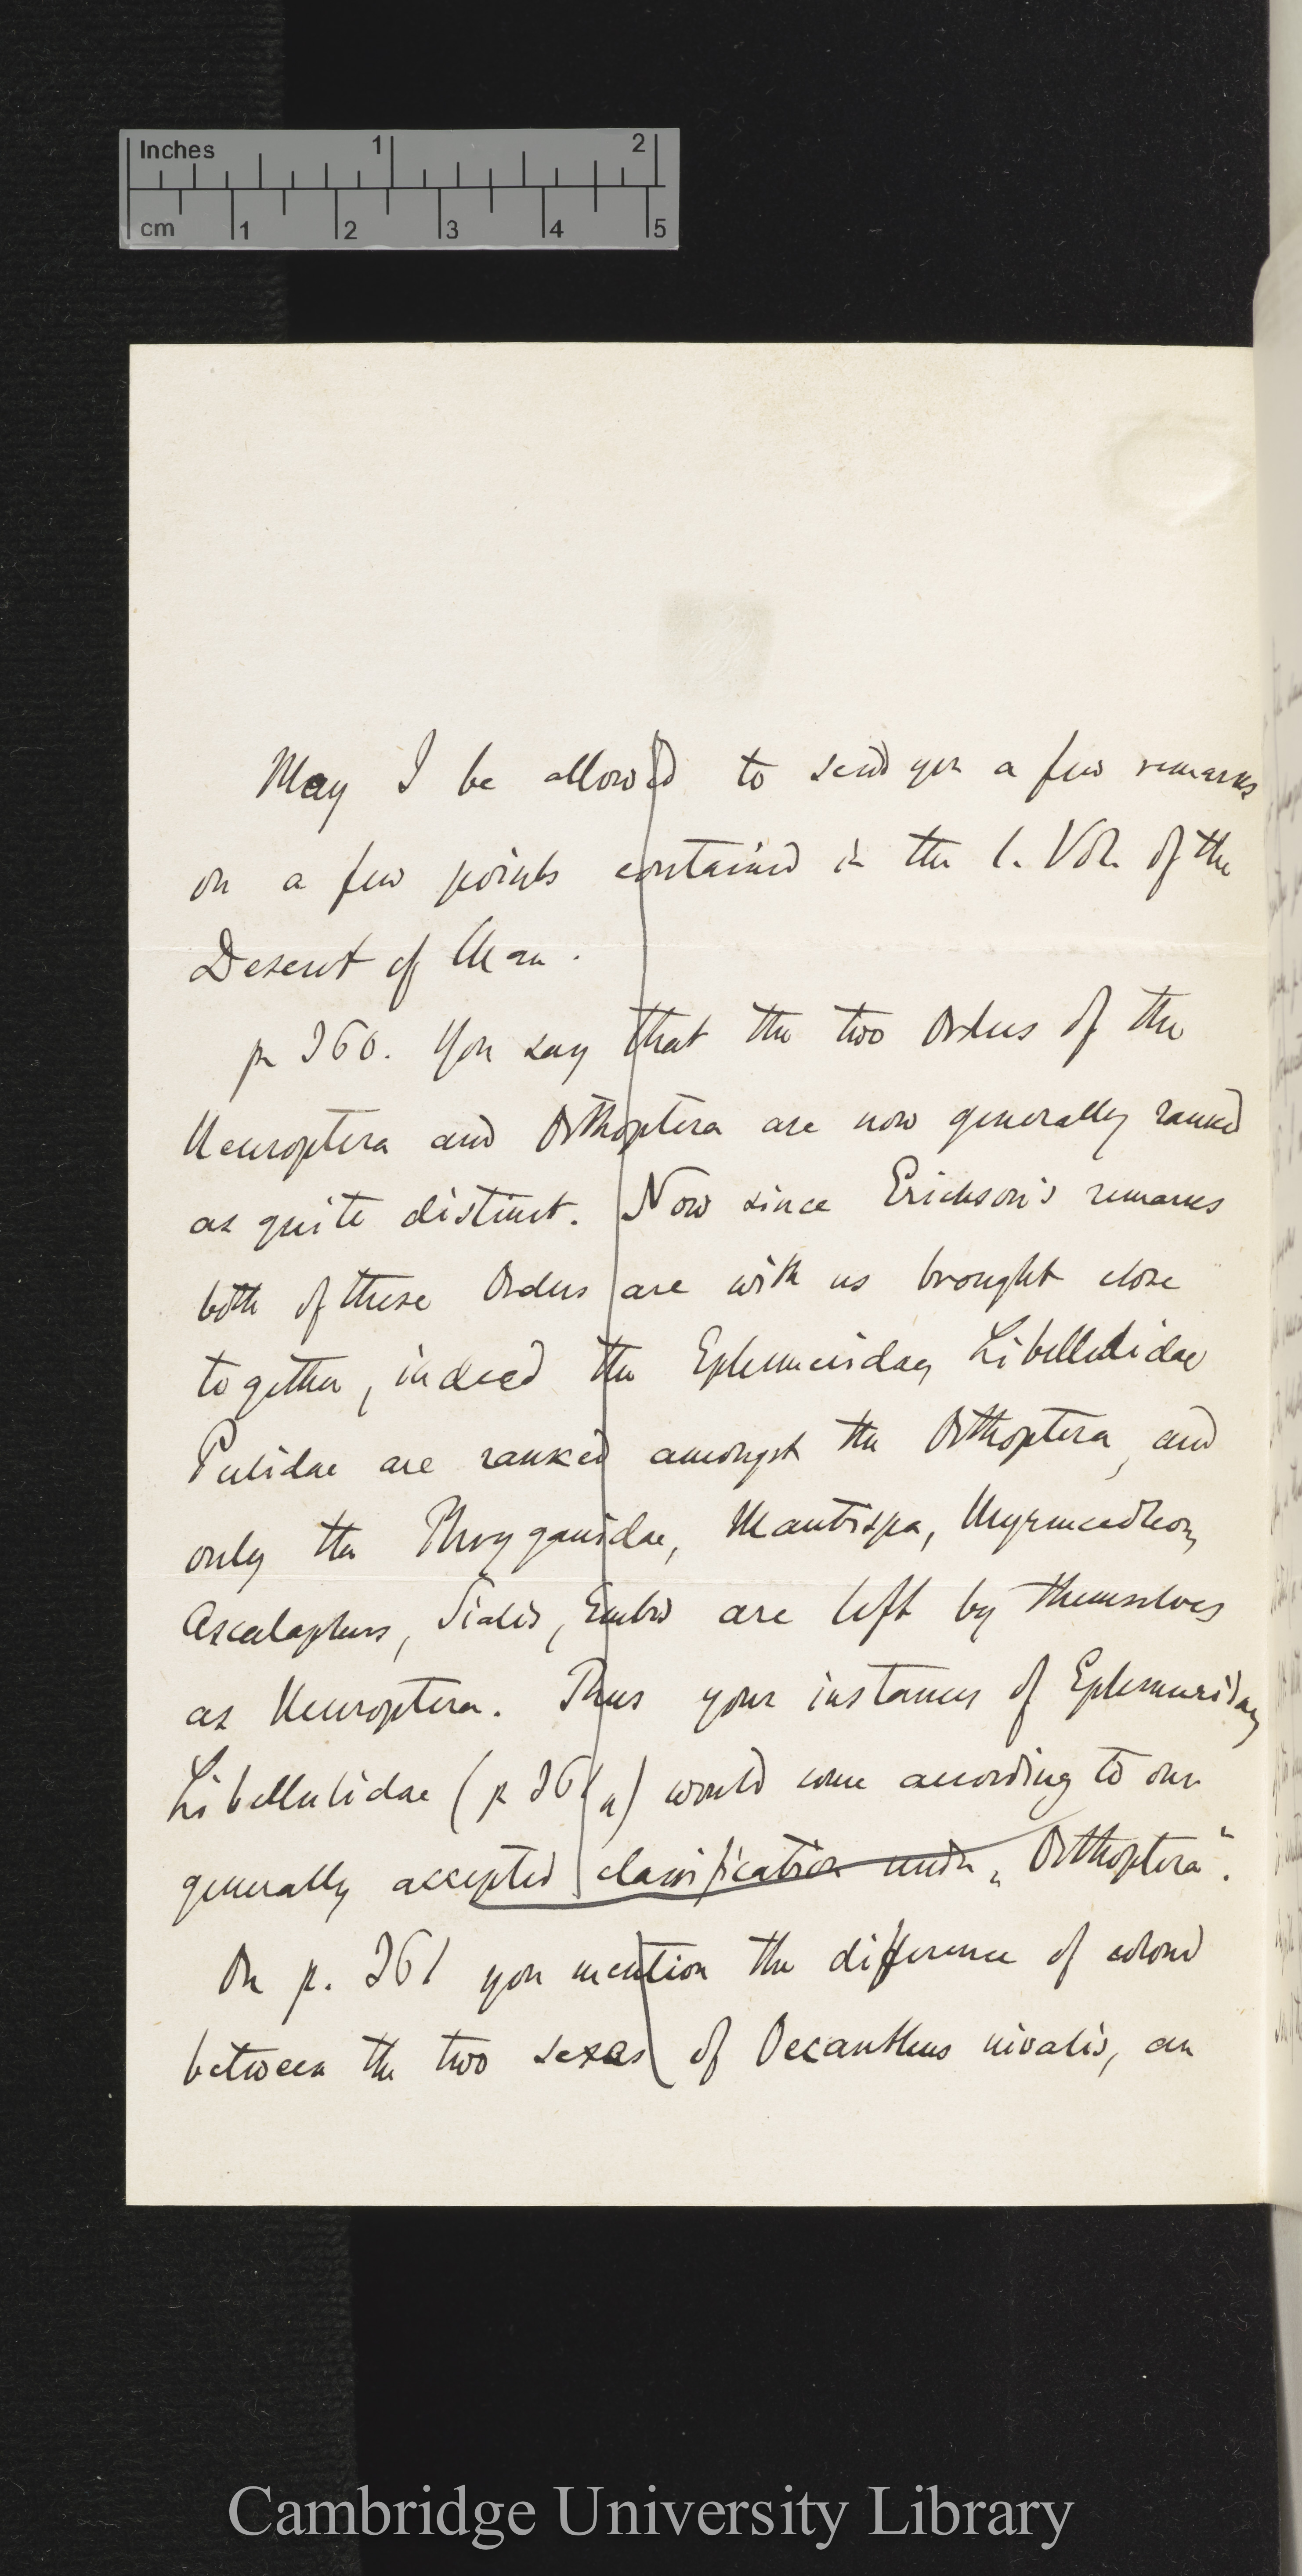 Inches 1 2
cm 1 2 3 4 5
May I be allowed to send you a few remarks
on a few points contained in the 1. Vol. of the
Descent of Man.
p 360. You say that the two Orders of the
Neuroptera and Orthoptera are now generally ranked
as quite distinct. Now since Erichson's remarks
both of these Orders are with us brought close
together, indeed the Ephemeridae, Libellulidae
are ranked amongst the Orthoptera, and
only the Phryganidae, Mantispa, Myrmecoleon,
Ascalaphus, Sialis, are left by themselves
as Neuroptera. Thus your instances of Ephemeridae,
Libellulidae (p 361) would come according to our
generally accepted classification under „Orthoptera“.
On p. 361 you mention the difference of colour
between the two sexes of Oecanthus nivalis, an
Cambridge University Library